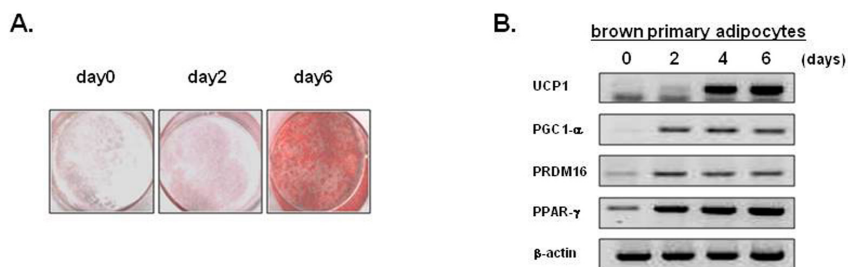 A.
day0 day2 day6
B.
brown primary adipocytes
0 2 4 6 (days)
UCP1
PGC1-α
PRDM16
PPAR-γ
β-actin